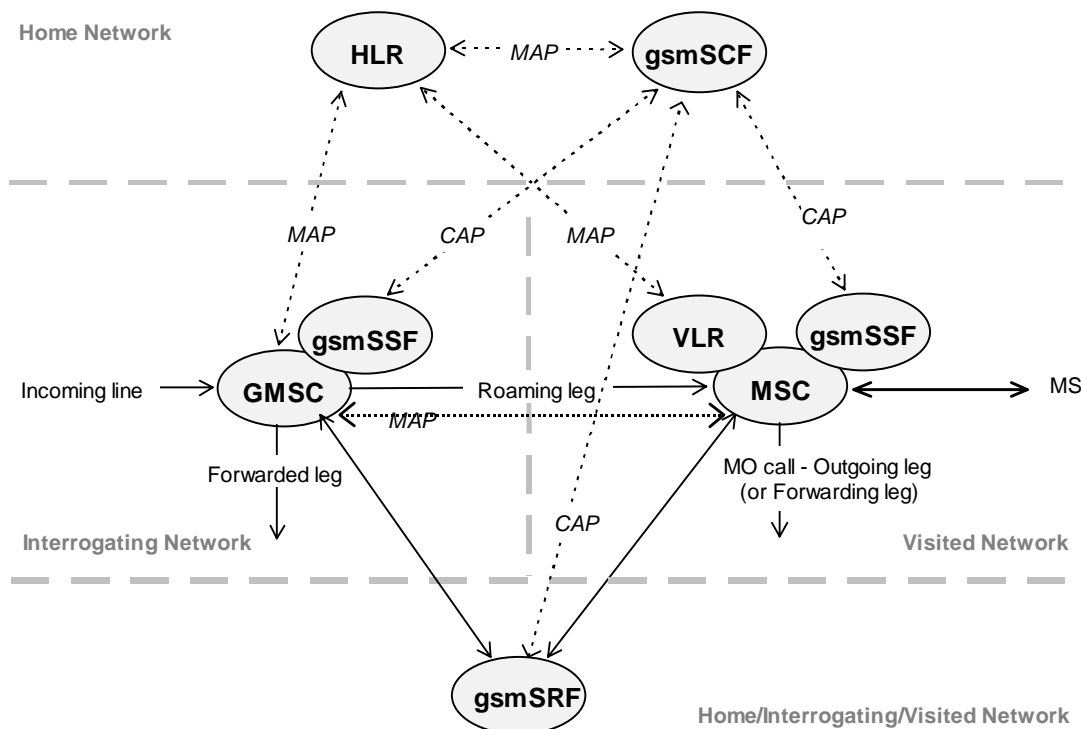 Home Network
HLR
MAP
gsmSCF
MAP
CAP
MAP
CAP
gsmSSF
VLR
gsmSSF
Incoming line
GMSC
Roaming leg
MSC
MS
MAP
Forwarded leg
MO call - Outgoing leg
(or Forwarding leg)
CAP
Interrogating Network
Visited Network
gsmSRF
Home/Interrogating/Visited Network